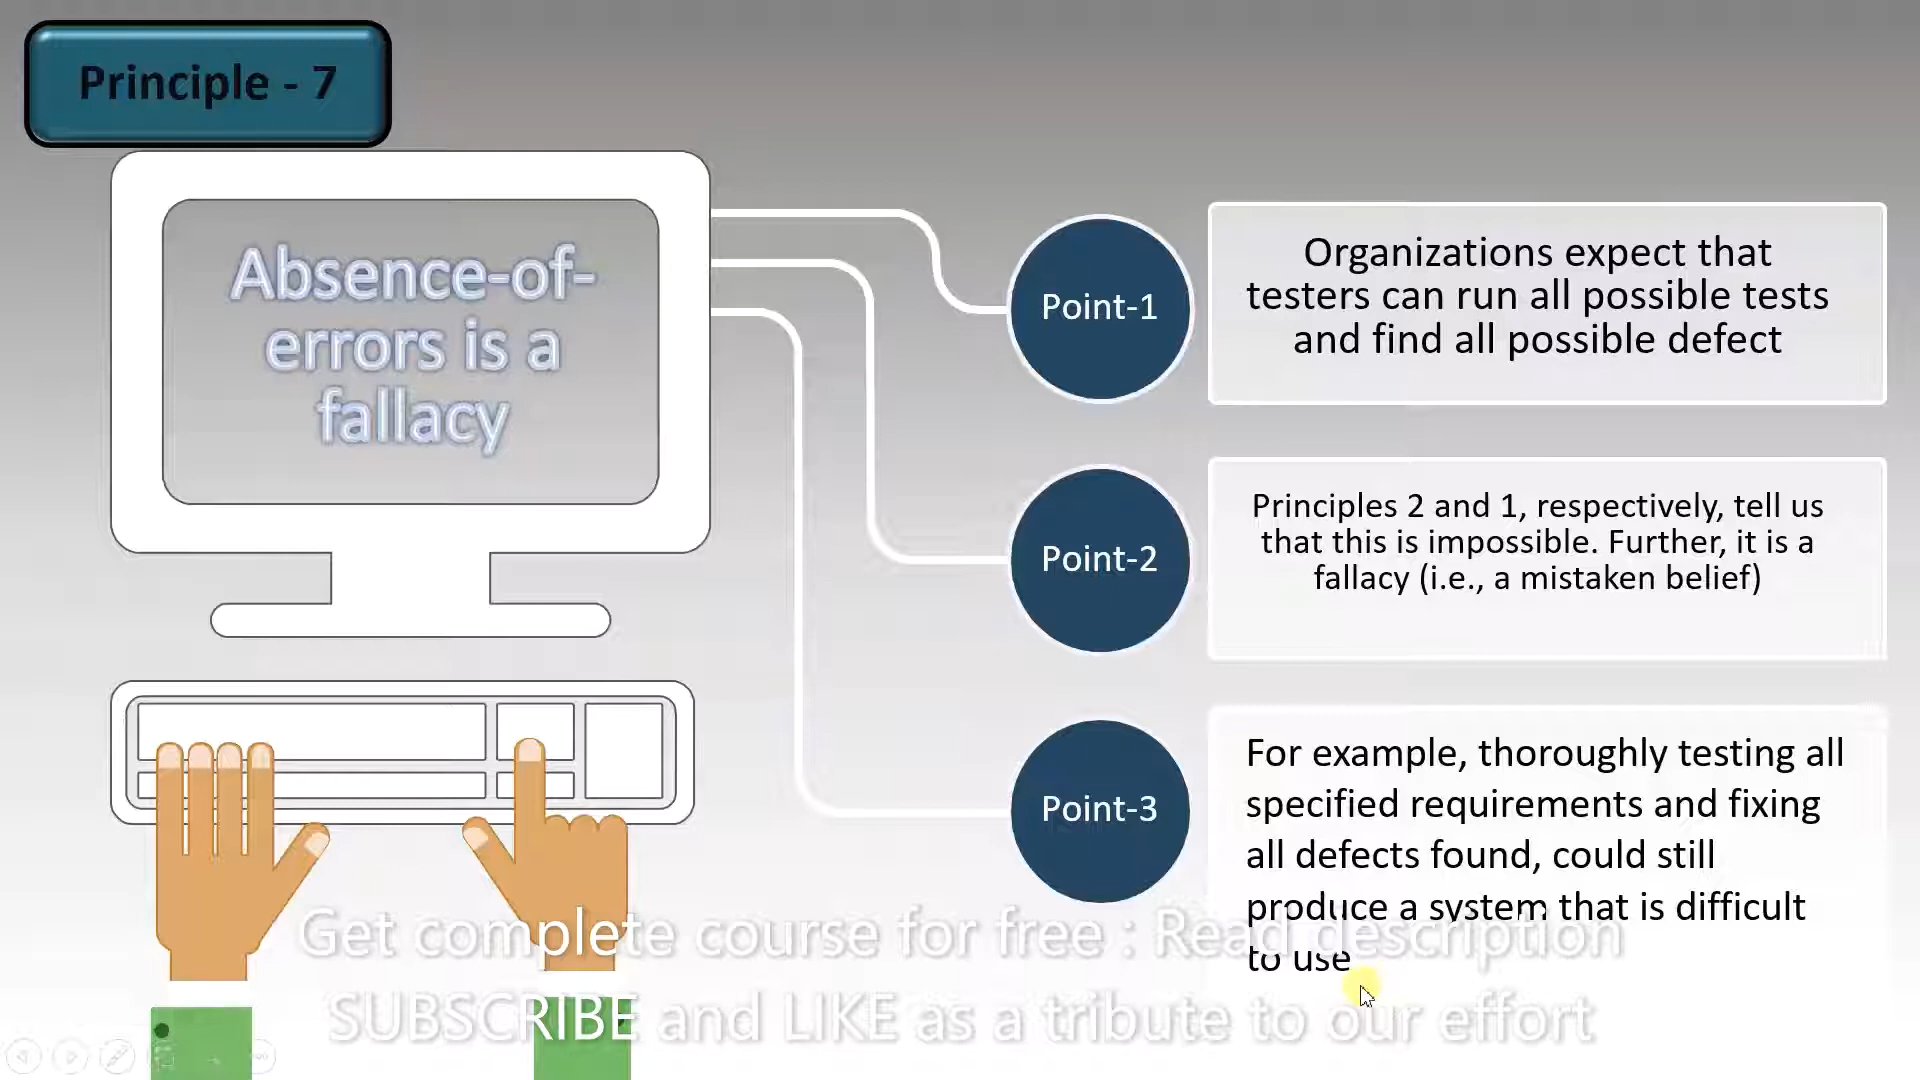 Principle - 7
Absence-of-
errors is a
fallacy
Point-1
Organizations expect that
testers can run all possible tests
and find all possible defect
Point-2
Principles 2 and 1, respectively, tell us
that this is impossible. Further, it is a
fallacy (i.e., a mistaken belief)
Point-3
For example, thoroughly testing all
specified requirements and fixing
all defects found, could still
produce a system that is difficult
to use
Get complete course for free : Read description
SUBSCRIBE and LIKE as a tribute to our effort